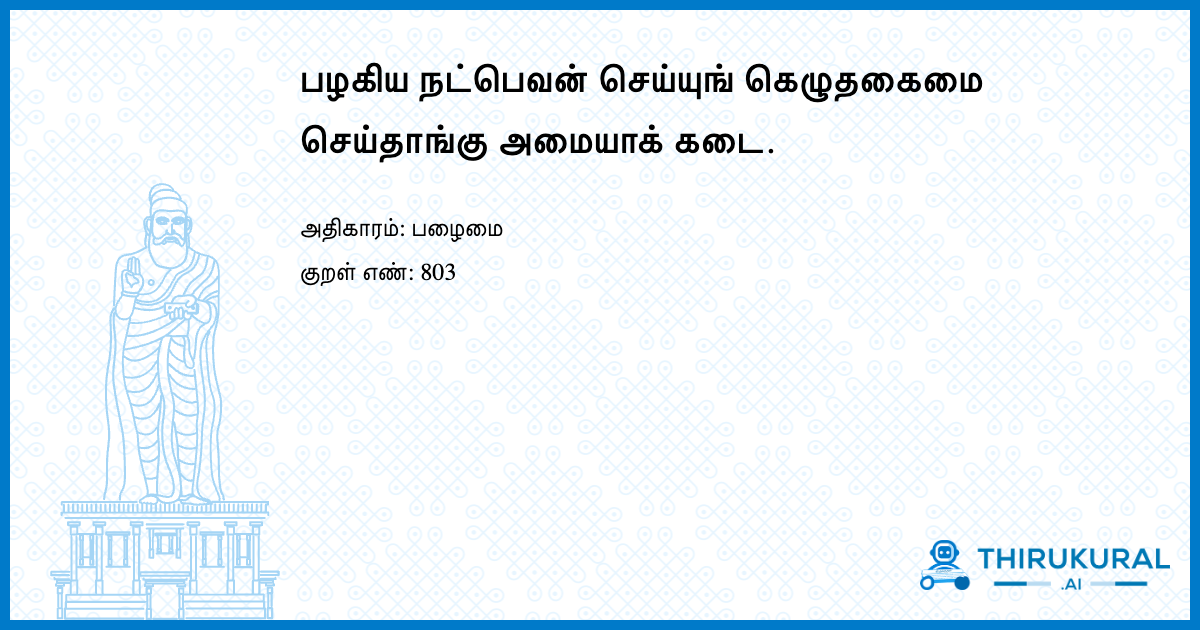 பழகிய நட்பெவன் செய்யுங் கெழுதகைமை
செய்தாங்கு அமையாக் கடை.
அதிகாரம்: பழைமை
குறள் எண்: 803
THIRUKURAL
.AI